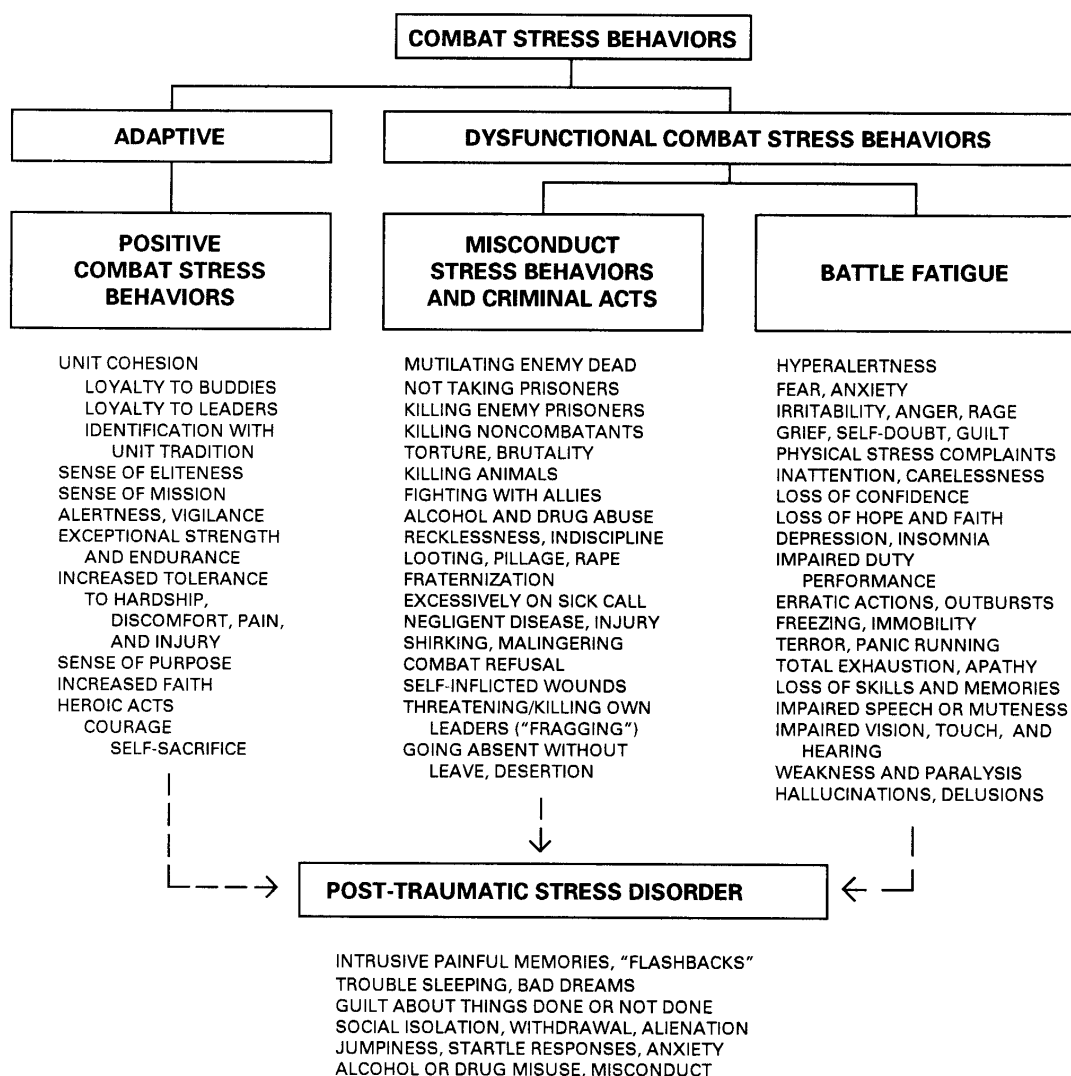 COMBAT STRESS BEHAVIORS
ADAPTIVE
DYSFUNCTIONAL COMBAT STRESS BEHAVIORS
POSITIVE
COMBAT STRESS
BEHAVIORS
MISCONDUCT
STRESS BEHAVIORS
AND CRIMINAL ACTS
BATTLE FATIGUE
UNIT COHESION
LOYALTY TO BUDDIES
LOYALTY TO LEADERS
IDENTIFICATION WITH
UNIT TRADITION
SENSE OF ELITENESS
SENSE OF MISSION
ALERTNESS, VIGILANCE
EXCEPTIONAL STRENGTH
AND ENDURANCE
INCREASED TOLERANCE
TO HARDSHIP,
DISCOMFORT, PAIN,
AND INJURY
SENSE OF PURPOSE
INCREASED FAITH
HEROIC ACTS
COURAGE
SELF-SACRIFICE
MUTILATING ENEMY DEAD
NOT TAKING PRISONERS
KILLING ENEMY PRISONERS
KILLING NONCOMBATANTS
TORTURE, BRUTALITY
KILLING ANIMALS
FIGHTING WITH ALLIES
ALCOHOL AND DRUG ABUSE
RECKLESSNESS, INDISCIPLINE
LOOTING, PILLAGE, RAPE
FRATERNIZATION
EXCESSIVELY ON SICK CALL
NEGLIGENT DISEASE, INJURY
SHIRKING, MALINGERING
COMBAT REFUSAL
SELF-INFLICTED WOUNDS
THREATENING/KILLING OWN
LEADERS ("FRAGGING")
GOING ABSENT WITHOUT
LEAVE, DESERTION
HYPERALERTNESS
FEAR, ANXIETY
IRRITABILITY, ANGER, RAGE
GRIEF, SELF-DOUBT, GUILT
PHYSICAL STRESS COMPLAINTS
INATTENTION, CARELESSNESS
LOSS OF CONFIDENCE
LOSS OF HOPE AND FAITH
DEPRESSION, INSOMNIA
IMPAIRED DUTY
PERFORMANCE
ERRATIC ACTIONS, OUTBURSTS
FREEZING, IMMOBILITY
TERROR, PANIC RUNNING
TOTAL EXHAUSTION, APATHY
LOSS OF SKILLS AND MEMORIES
IMPAIRED SPEECH OR MUTENESS
IMPAIRED VISION, TOUCH, AND
HEARING
WEAKNESS AND PARALYSIS
HALLUCINATIONS, DELUSIONS
POST-TRAUMATIC STRESS DISORDER
INTRUSIVE PAINFUL MEMORIES, "FLASHBACKS"
TROUBLE SLEEPING, BAD DREAMS
GUILT ABOUT THINGS DONE OR NOT DONE
SOCIAL ISOLATION, WITHDRAWAL, ALIENATION
JUMPINESS, STARTLE RESPONSES, ANXIETY
ALCOHOL OR DRUG MISUSE, MISCONDUCT